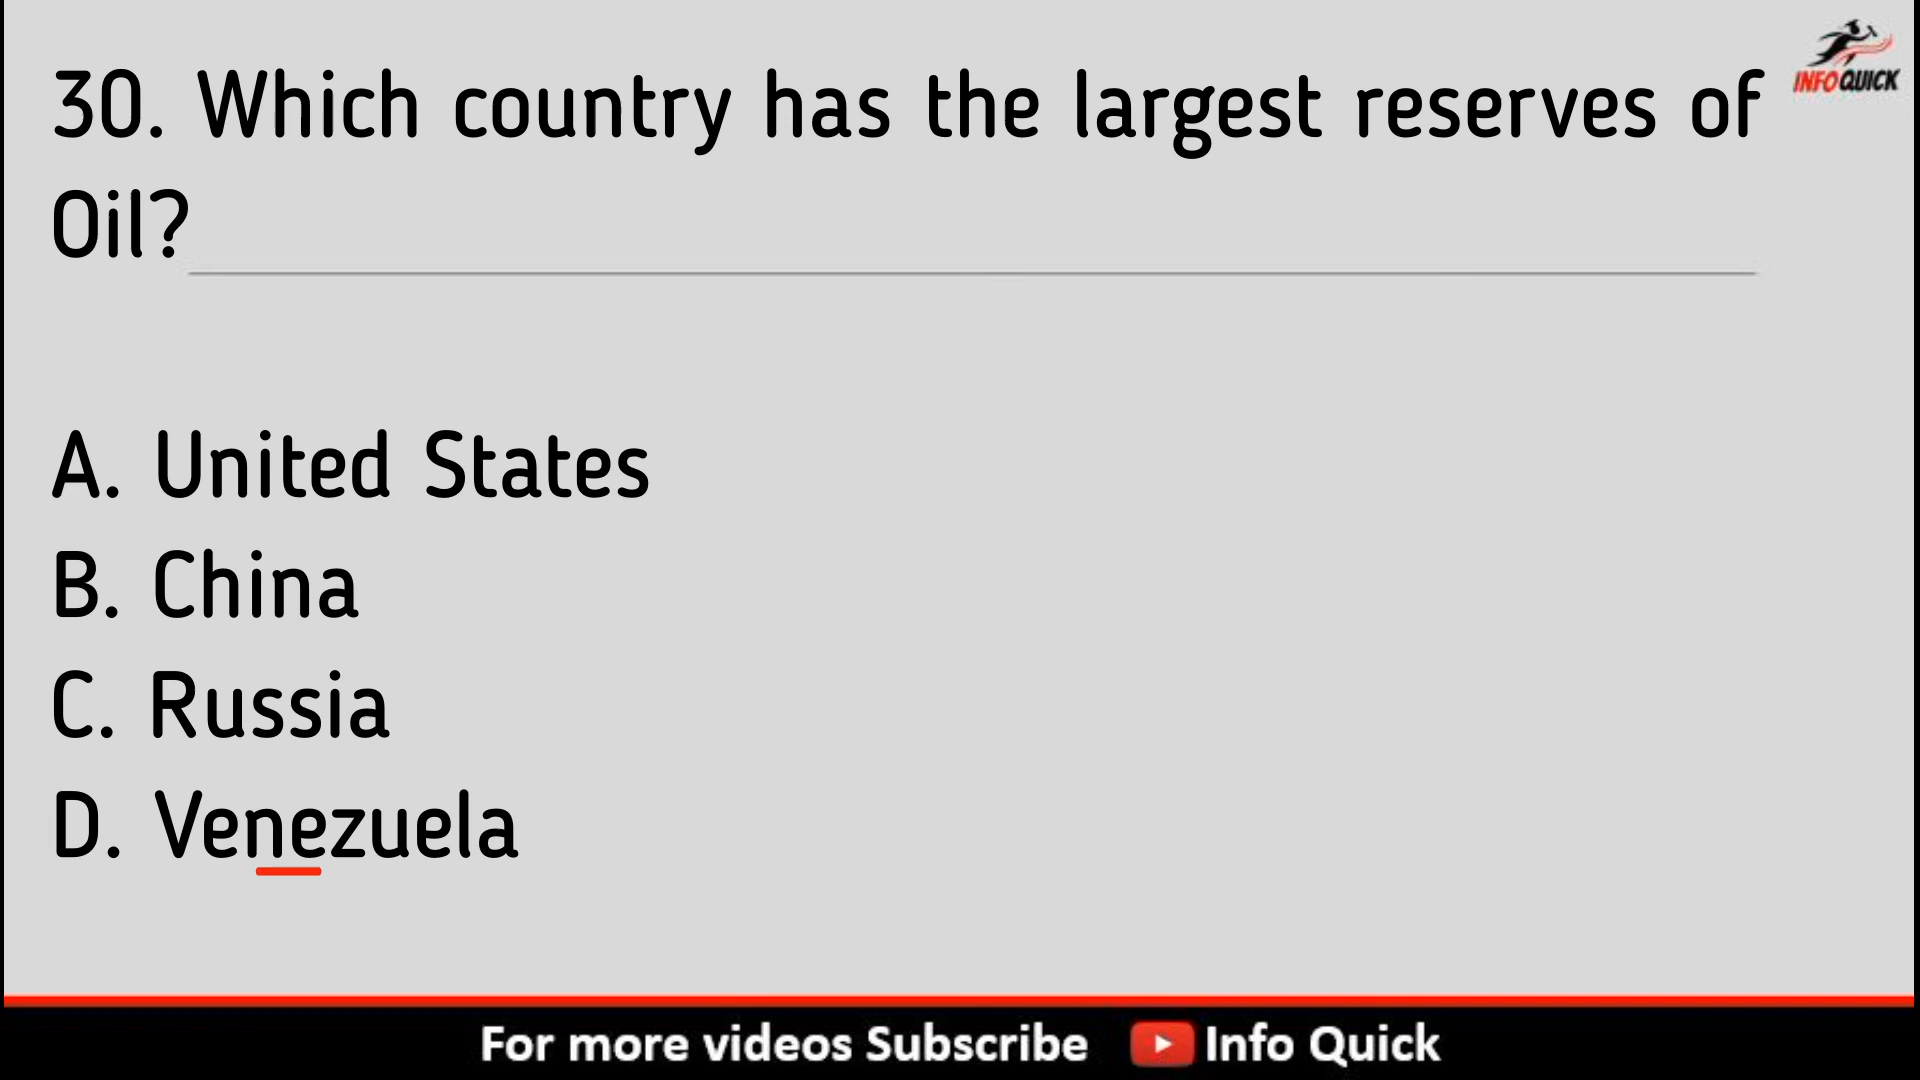 30. Which country has the largest reserves of
Oil?
INFOQUICK
A. United States
B. China
C. Russia
D. Venezuela
For more videos Subscribe Info Quick